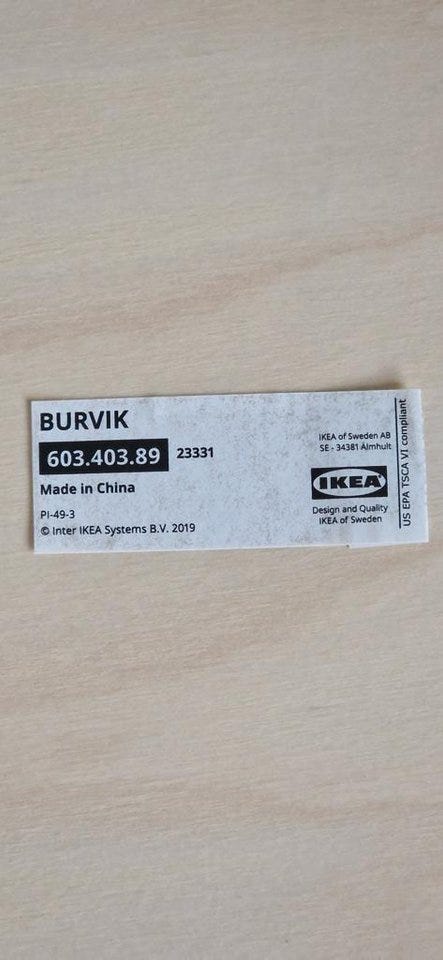 BURVIK
603.403.89 23331
Made in China
PI-49-3
© Inter IKEA Systems B.V. 2019
IKEA of Sweden AB
SE - 34381 Älmhult
IKEA
Design and Quality
IKEA of Sweden
US EPA TSCA VI compliant